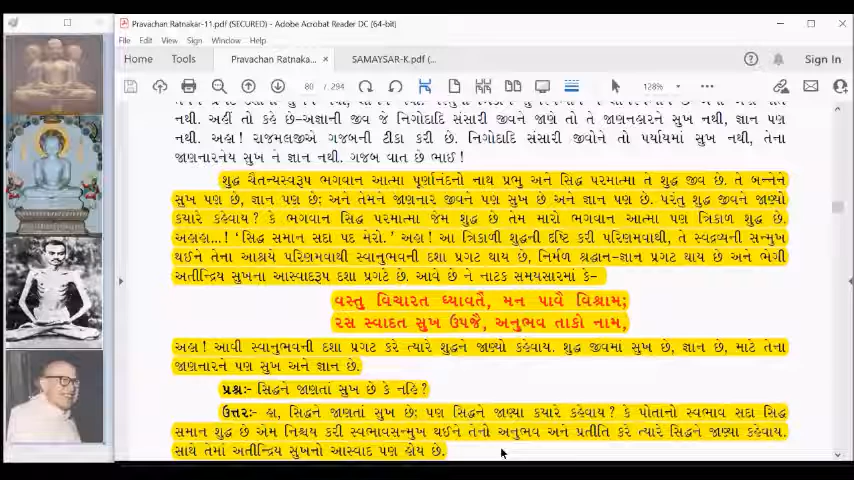 Pravachan Ratnakar-11.pdf (SECURED) - Adobe Acrobat Reader DC (64-bit)
File Edit View Sign Window Help
Home Tools Pravachan Ratnaka... × SAMAYSAR-K.pdf (... Sign In
80 / 294 128%
નથી. અહીં તો કહે છે-અજ્ઞાની જીવ જે નિગોદાદિ સંસારી જીવને જાણે તો તે જાણનહારને સુખ નથી, જ્ઞાન પણ
નથી. અહા! રાજમલજીએ ગજબની ટીકા કરી છે. નિગોદાદિ સંસારી જીવોને તો પર્યાયમાં સુખ નથી, તેના
જાણનારનેય સુખ ને જ્ઞાન નથી. ગજબ વાત છે ભાઈ!
શુદ્ધ ચૈતન્યસ્વરૂપ ભગવાન આત્મા પૂર્ણાનંદનો નાથ પ્રભુ અને સિદ્ધ પરમાત્મા તે શુદ્ધ જીવ છે. તે બન્નેને
સુખ પણ છે, જ્ઞાન પણ છે; અને તેમને જાણનાર જીવને પણ સુખ છે અને જ્ઞાન પણ છે. પરંતુ શુદ્ધ જીવને જાણ્યો
કયારે કહેવાય? કે ભગવાન સિદ્ધ પરમાત્મા જેમ શુદ્ધ છે તેમ મારો ભગવાન આત્મા પણ ત્રિકાળ શુદ્ધ છે.
અહાહા...! ‘સિદ્ધ સમાન સદા પદ મેરો.’ અહા! આ ત્રિકાળી શુદ્ધની દષ્ટિ કરી પરિણમવાથી, તે સ્વદ્રવ્યની સન્મુખ
થઈને તેના આશ્રયે પરિણમવાથી સ્વાનુભવની દશા પ્રગટ થાય છે, નિર્મળ શ્રદ્ધાન-જ્ઞાન પ્રગટ થાય છે અને ભેગી
અતીન્દ્રિય સુખના આસ્વાદરૂપ દશા પ્રગટે છે. આવે છે ને નાટક સમયસારમાં કે-
વસ્તુ વિચારત ધ્યાવતૈ, મન પાવૈ વિશ્રામ;
રસ સ્વાદત સુખ ઉપજૈ, અનુભવ તાકો નામ,
અહા! આવી સ્વાનુભવની દશા પ્રગટ કરે ત્યારે શુદ્ધને જાણ્યો કહેવાય. શુદ્ધ જીવમાં સુખ છે, જ્ઞાન છે, માટે તેના
જાણનારને પણ સુખ અને જ્ઞાન છે.
પ્રશ્નઃ- સિદ્ધને જાણતાં સુખ છે કે નહિ?
ઉત્તરઃ- હા, સિદ્ધને જાણતાં સુખ છે; પણ સિદ્ધને જાણ્યા કયારે કહેવાય? કે પોતાનો સ્વભાવ સદા સિદ્ધ
સમાન શુદ્ધ છે એમ નિશ્ચય કરી સ્વભાવસન્મુખ થઈને તેનો અનુભવ અને પ્રતીતિ કરે ત્યારે સિદ્ધને જાણ્યા કહેવાય.
સાથે તેમાં અતીન્દ્રિય સુખનો આસ્વાદ પણ હોય છે.